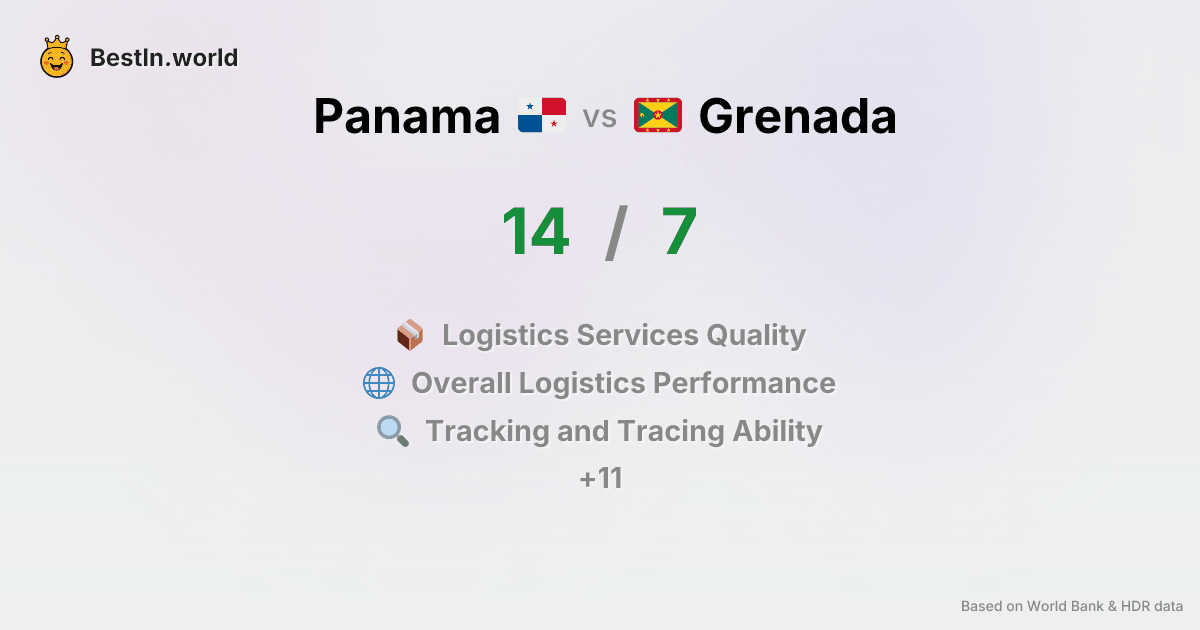 BestIn.world
Panama vs Grenada
14 / 7
Logistics Services Quality
Overall Logistics Performance
Tracking and Tracing Ability
+11
Based on World Bank & HDR data